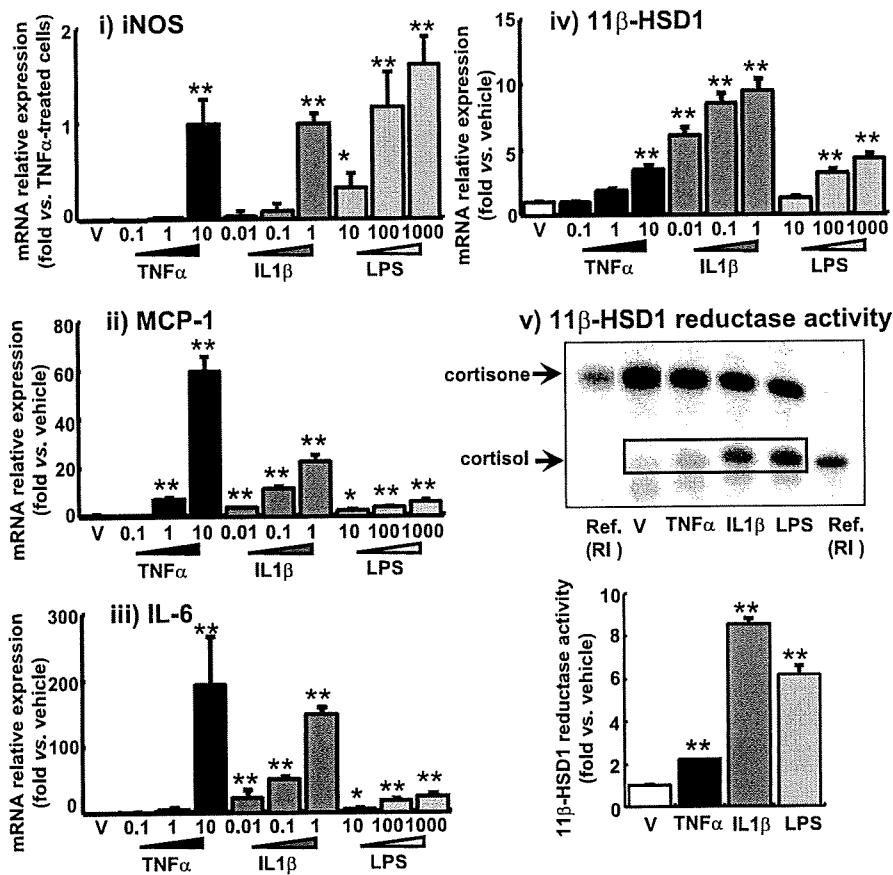 i) iNOS
mRNA relative expression
(fold vs. TNFα-treated cells)
2
1
0
** ** * ** **
V 0.1 1 10 0.01 0.1 1 10 100 1000
TNFα IL1β LPS
ii) MCP-1
mRNA relative expression
(fold vs. vehicle)
80
60
40
20
0
** ** ** ** ** * ** **
V 0.1 1 10 0.01 0.1 1 10 100 1000
TNFα IL1β LPS
iii) IL-6
mRNA relative expression
(fold vs. vehicle)
300
200
100
0
** ** ** ** * ** **
V 0.1 1 10 0.01 0.1 1 10 100 1000
TNFα IL1β LPS
iv) 11β-HSD1
mRNA relative expression
(fold vs. vehicle)
15
10
5
0
** ** ** ** ** **
V 0.1 1 10 0.01 0.1 1 10 100 1000
TNFα IL1β LPS
v) 11β-HSD1 reductase activity
cortisone
cortisol
Ref. V TNFα IL1β LPS Ref.
(RI) (RI)
11β-HSD1 reductase activity
(fold vs. vehicle)
10
8
6
4
2
0
** ** **
V TNFα IL1β LPS